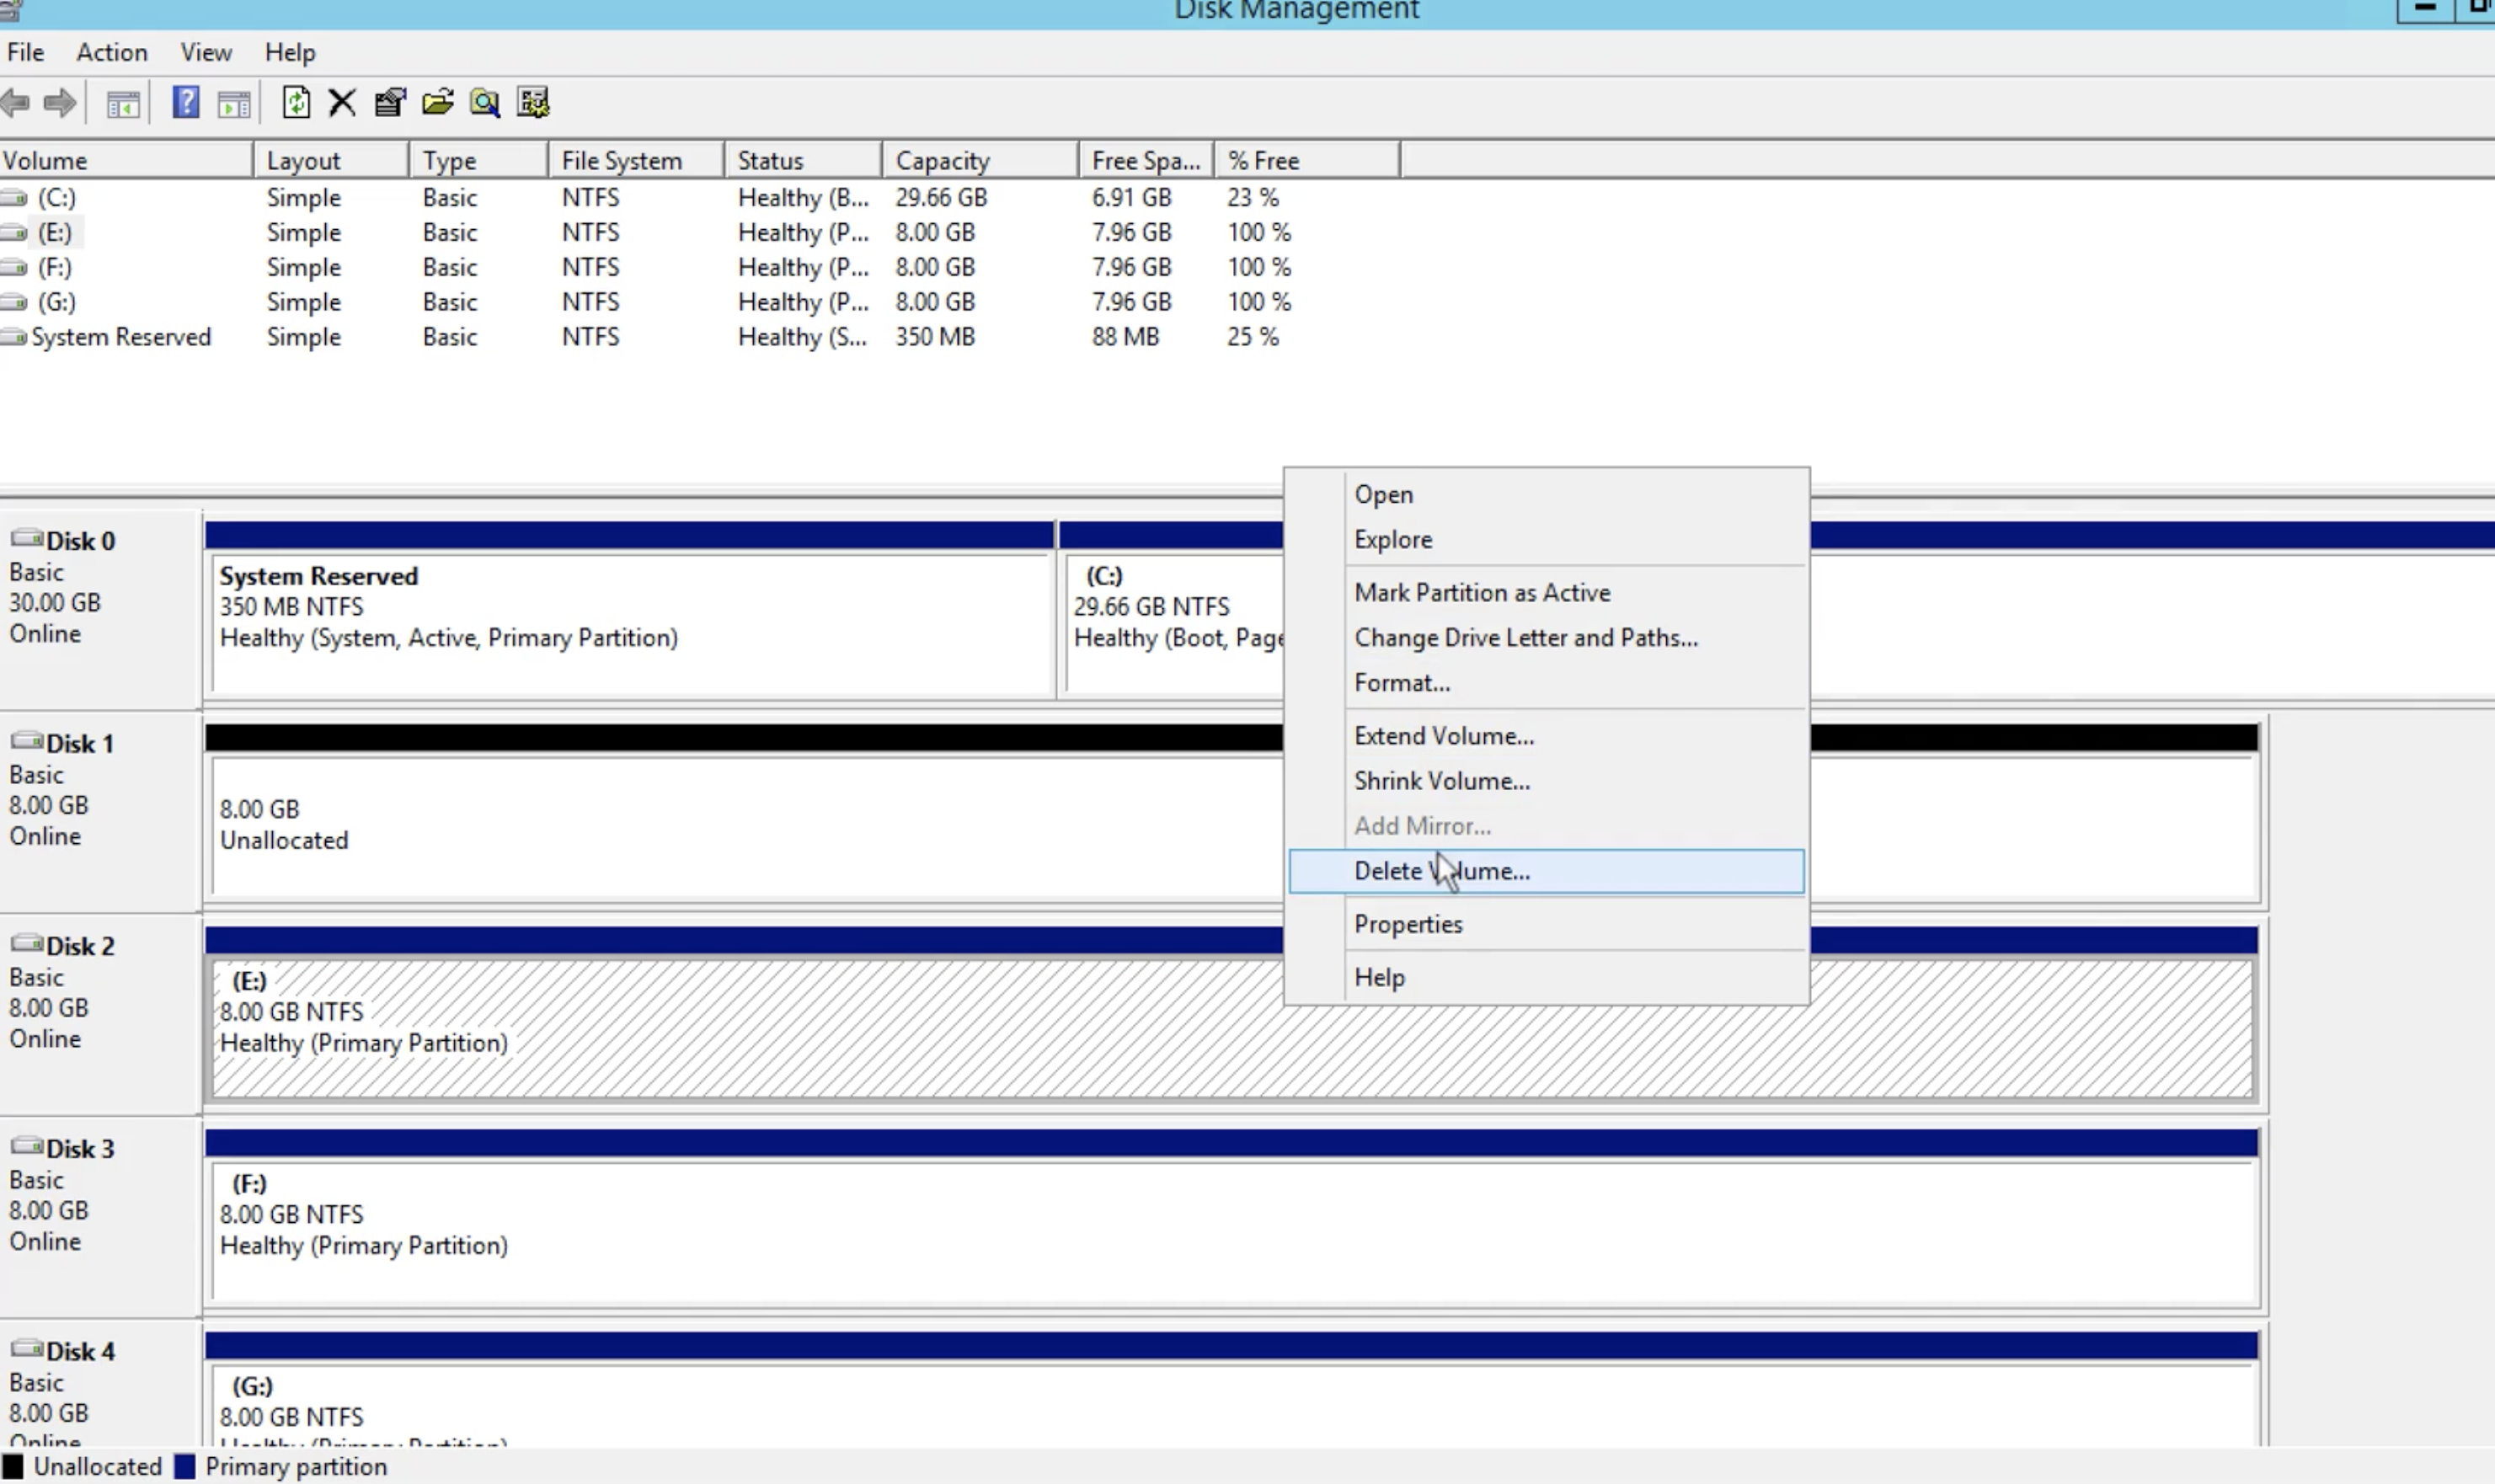 Disk Management
File Action View Help
Volume Layout Type File System Status Capacity Free Spa... % Free
(C:) Simple Basic NTFS Healthy (B... 29.66 GB 6.91 GB 23 %
(E:) Simple Basic NTFS Healthy (P... 8.00 GB 7.96 GB 100 %
(F:) Simple Basic NTFS Healthy (P... 8.00 GB 7.96 GB 100 %
(G:) Simple Basic NTFS Healthy (P... 8.00 GB 7.96 GB 100 %
System Reserved Simple Basic NTFS Healthy (S... 350 MB 88 MB 25 %
Disk 0
Basic
30.00 GB
Online
System Reserved
350 MB NTFS
Healthy (System, Active, Primary Partition)
(C:)
29.66 GB NTFS
Healthy (Boot, Page
Open
Explore
Mark Partition as Active
Change Drive Letter and Paths...
Format...
Extend Volume...
Shrink Volume...
Add Mirror...
Delete Volume...
Properties
Help
Disk 1
Basic
8.00 GB
Online
8.00 GB
Unallocated
Disk 2
Basic
8.00 GB
Online
(E:)
8.00 GB NTFS
Healthy (Primary Partition)
Disk 3
Basic
8.00 GB
Online
(F:)
8.00 GB NTFS
Healthy (Primary Partition)
Disk 4
Basic
8.00 GB
Online
(G:)
8.00 GB NTFS
Healthy (Primary Partition)
Unallocated Primary partition